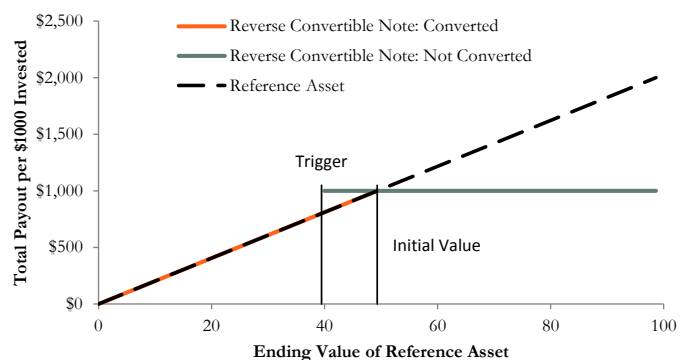 $2,500
$2,000
$1,500
$1,000
$500
$0
Total Payout per $1000 Invested
Reverse Convertible Note: Converted
Reverse Convertible Note: Not Converted
Reference Asset
Trigger
Initial Value
0 20 40 60 80 100
Ending Value of Reference Asset